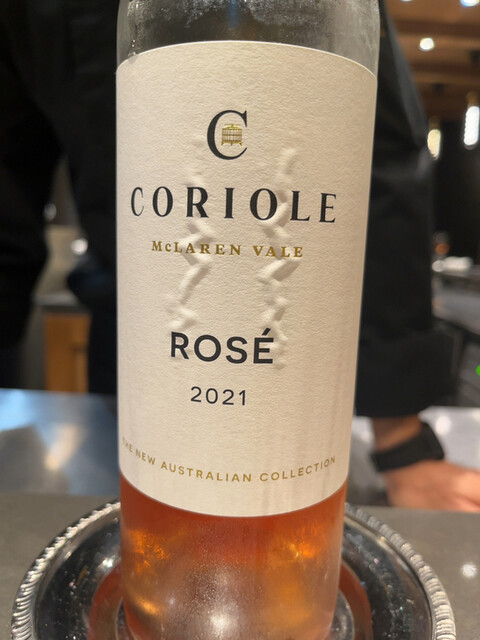 C
CORIOLE
McLAREN VALE
ROSÉ
2021
THE NEW AUSTRALIAN COLLECTION